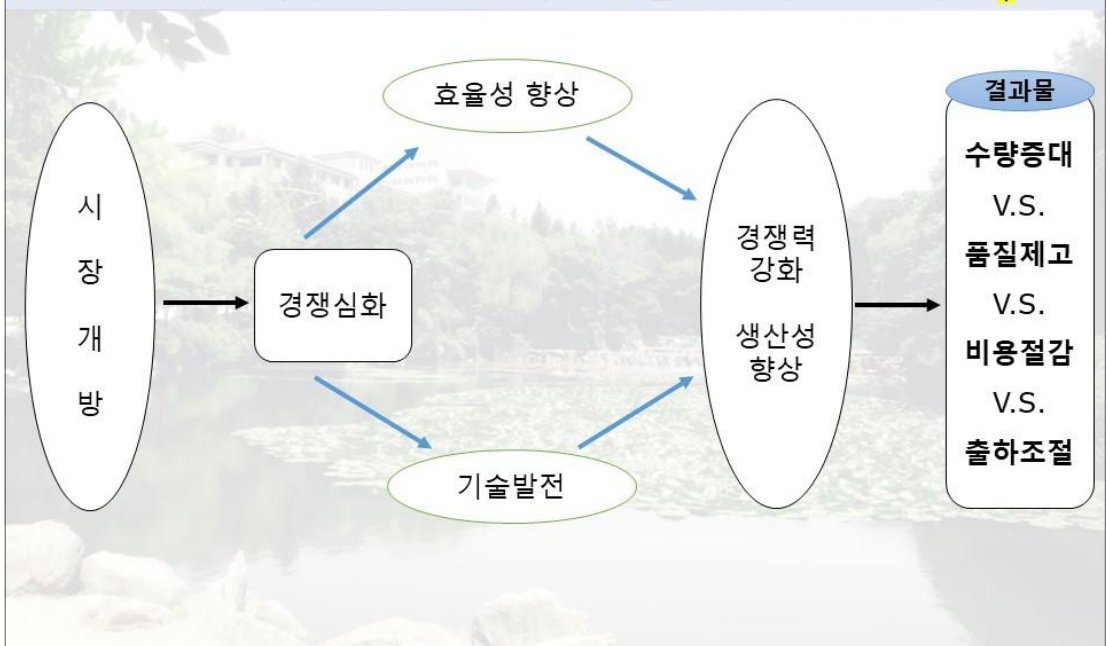 효율성 향상
시
장
개
방
경쟁심화
기술발전
경쟁력
강화
생산성
향상
결과물
수량증대
V.S.
품질제고
V.S.
비용절감
V.S.
출하조절